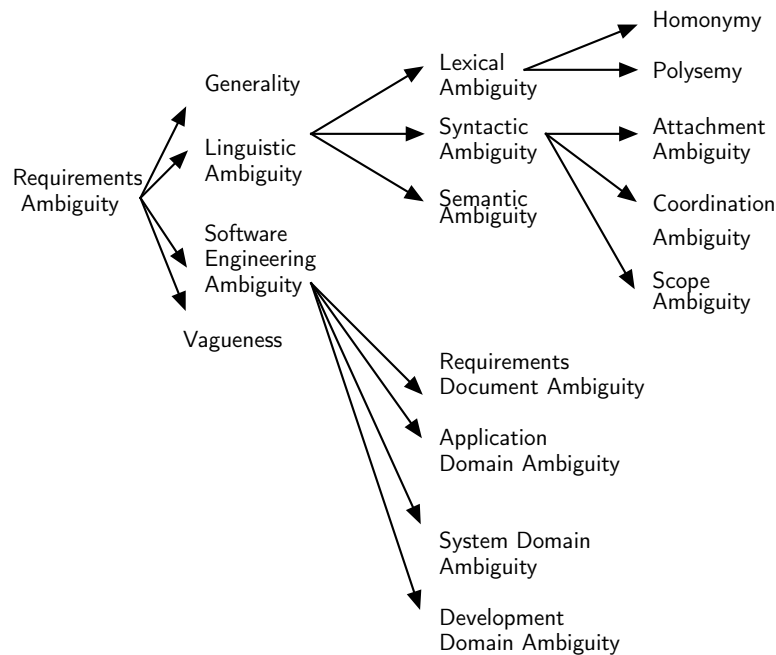 Requirements
Ambiguity
Generality
Linguistic
Ambiguity
Software
Engineering
Ambiguity
Vagueness
Lexical
Ambiguity
Syntactic
Ambiguity
Semantic
Ambiguity
Homonymy
Polysemy
Attachment
Ambiguity
Coordination
Ambiguity
Scope
Ambiguity
Requirements
Document Ambiguity
Application
Domain Ambiguity
System Domain
Ambiguity
Development
Domain Ambiguity